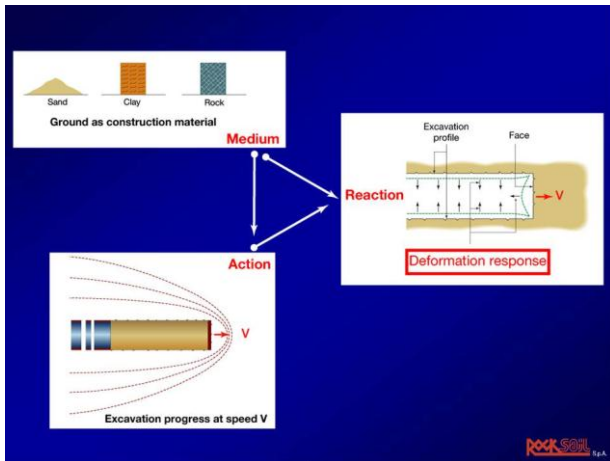 Sand
Clay
Rock
Ground as construction material
Medium
Action
V
Excavation progress at speed V
Reaction
Excavation
profile
Face
V
Deformation response
ROCKSOIL S.p.A.